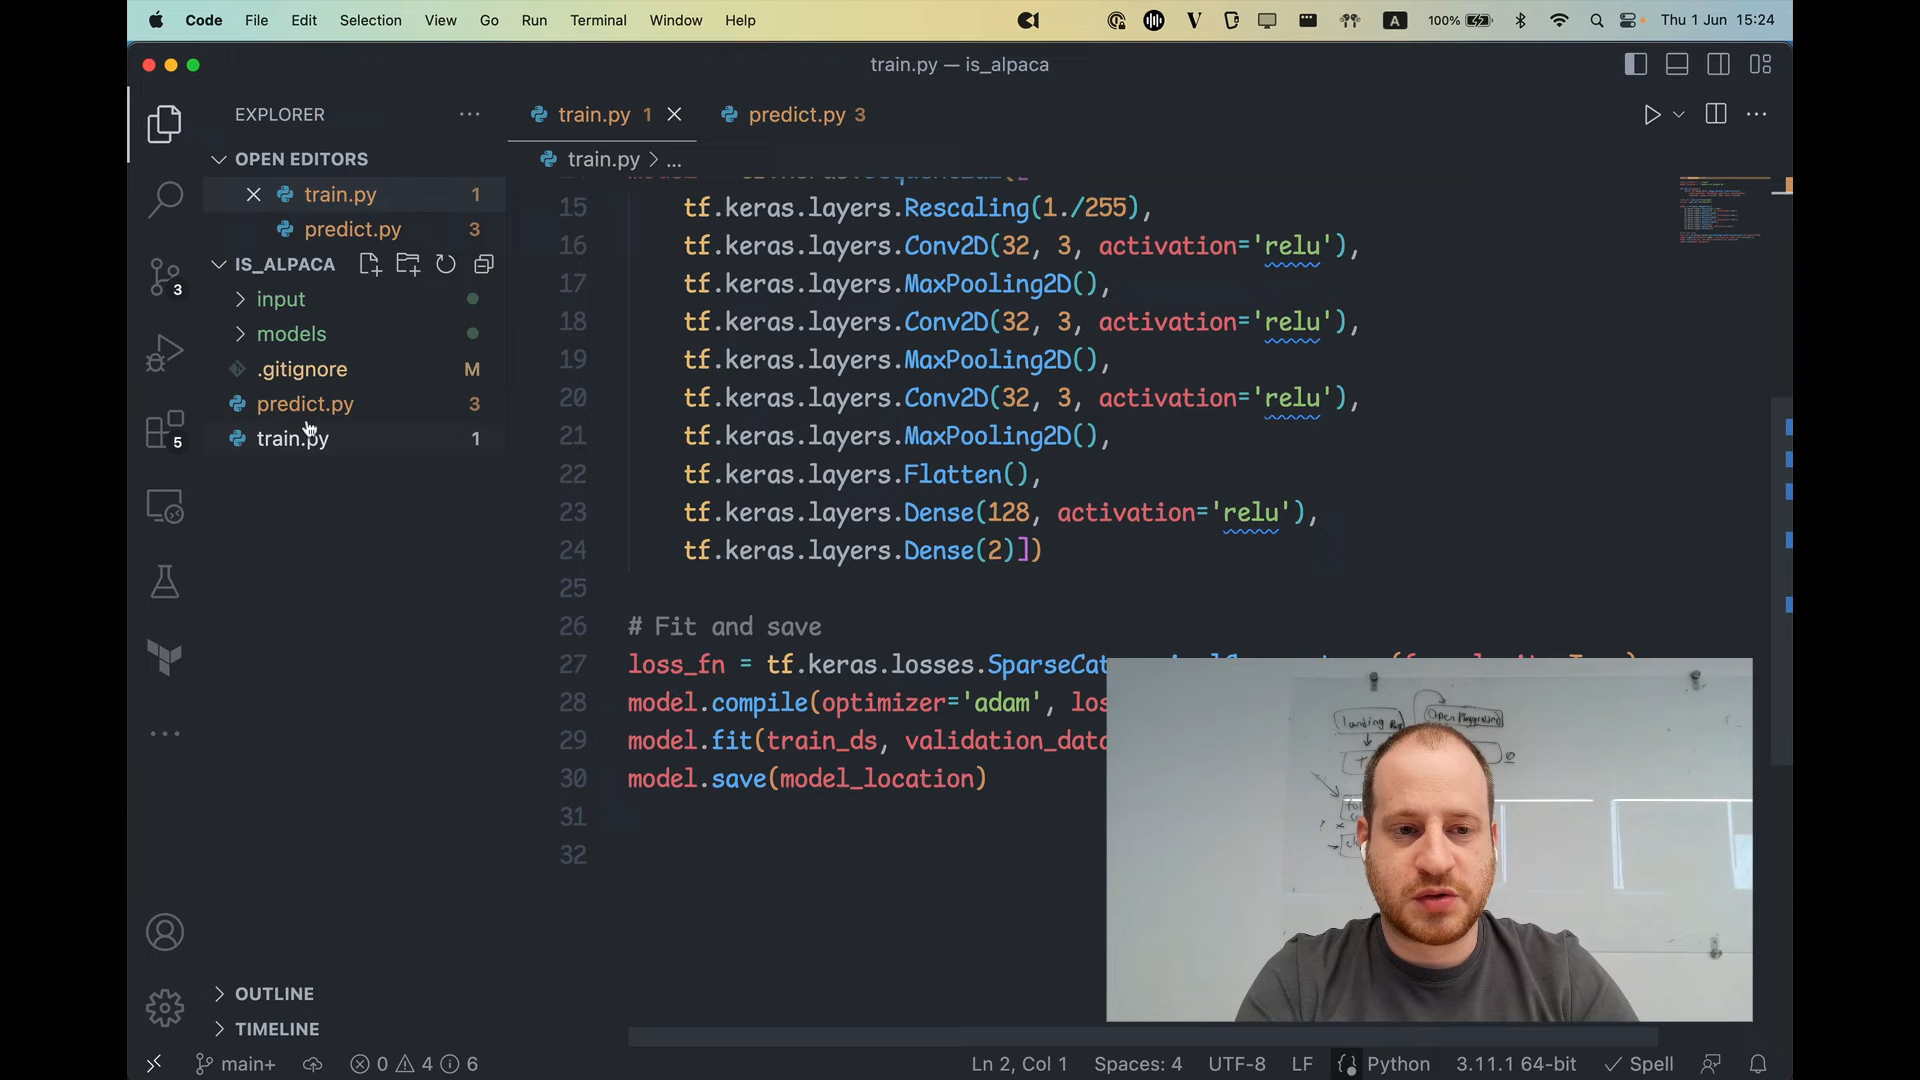 Code File Edit Selection View Go Run Terminal Window Help
A 100% Thu 1 Jun 15:24
train.py — is_alpaca
EXPLORER
OPEN EDITORS
train.py 1
predict.py 3
IS_ALPACA
input
models
.gitignore M
predict.py 3
train.py 1
3
5
OUTLINE
TIMELINE
train.py 1
predict.py 3
train.py > ...
15 tf.keras.layers.Rescaling(1./255),
16 tf.keras.layers.Conv2D(32, 3, activation='relu'),
17 tf.keras.layers.MaxPooling2D(),
18 tf.keras.layers.Conv2D(32, 3, activation='relu'),
19 tf.keras.layers.MaxPooling2D(),
20 tf.keras.layers.Conv2D(32, 3, activation='relu'),
21 tf.keras.layers.MaxPooling2D(),
22 tf.keras.layers.Flatten(),
23 tf.keras.layers.Dense(128, activation='relu'),
24 tf.keras.layers.Dense(2)])
25
26 # Fit and save
27 loss_fn = tf.keras.losses.SparseCat
28 model.compile(optimizer='adam', los
29 model.fit(train_ds, validation_data
30 model.save(model_location)
31
32
Landing
Open Playground
main+ 0 4 6
Ln 2, Col 1 Spaces: 4 UTF-8 LF Python 3.11.1 64-bit Spell